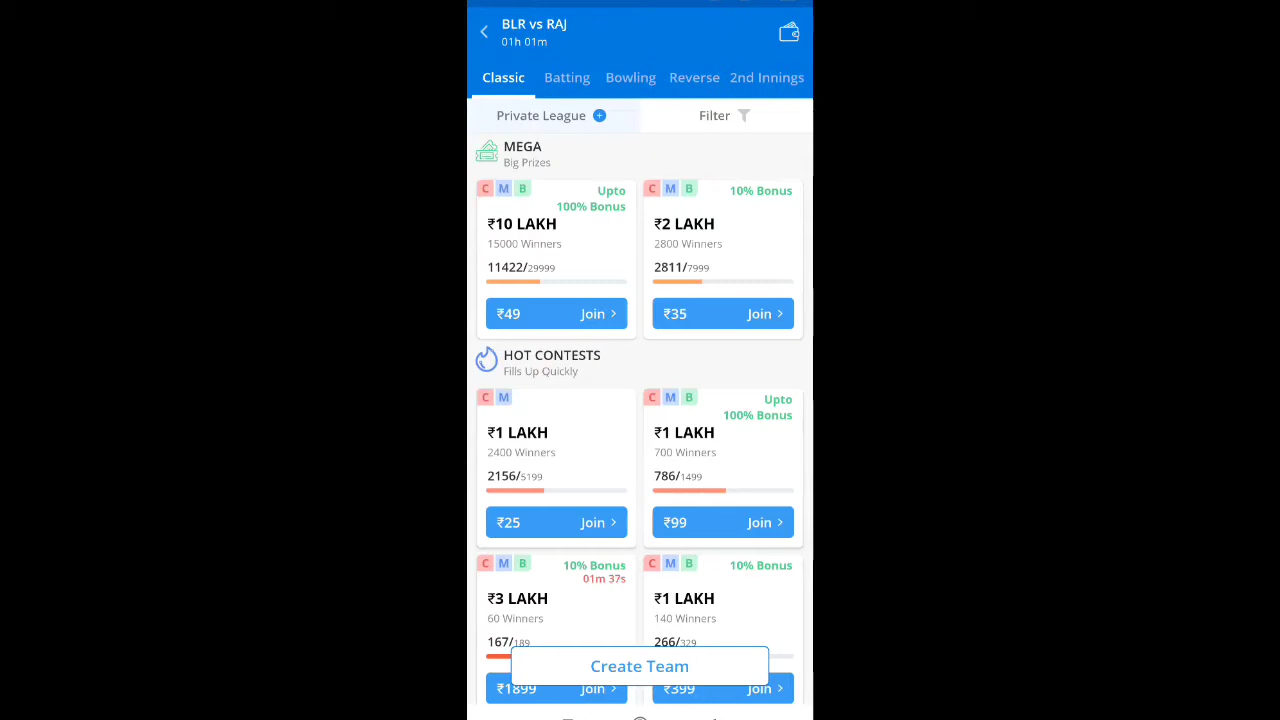 BLR vs RAJ
01h 01m
Classic Batting Bowling Reverse 2nd Innings
Private League + Filter
MEGA
Big Prizes
C M B Upto 100% Bonus
₹10 LAKH
15000 Winners
11422/29999
₹49 Join >
C M B 10% Bonus
₹2 LAKH
2800 Winners
2811/7999
₹35 Join >
HOT CONTESTS
Fills Up Quickly
C M
₹1 LAKH
2400 Winners
2156/5199
₹25 Join >
C M B Upto 100% Bonus
₹1 LAKH
700 Winners
786/1499
₹99 Join >
C M B 10% Bonus
01m 37s
₹3 LAKH
60 Winners
167/189
₹1899 Join >
C M B 10% Bonus
₹1 LAKH
140 Winners
266/329
₹399 Join >
Create Team